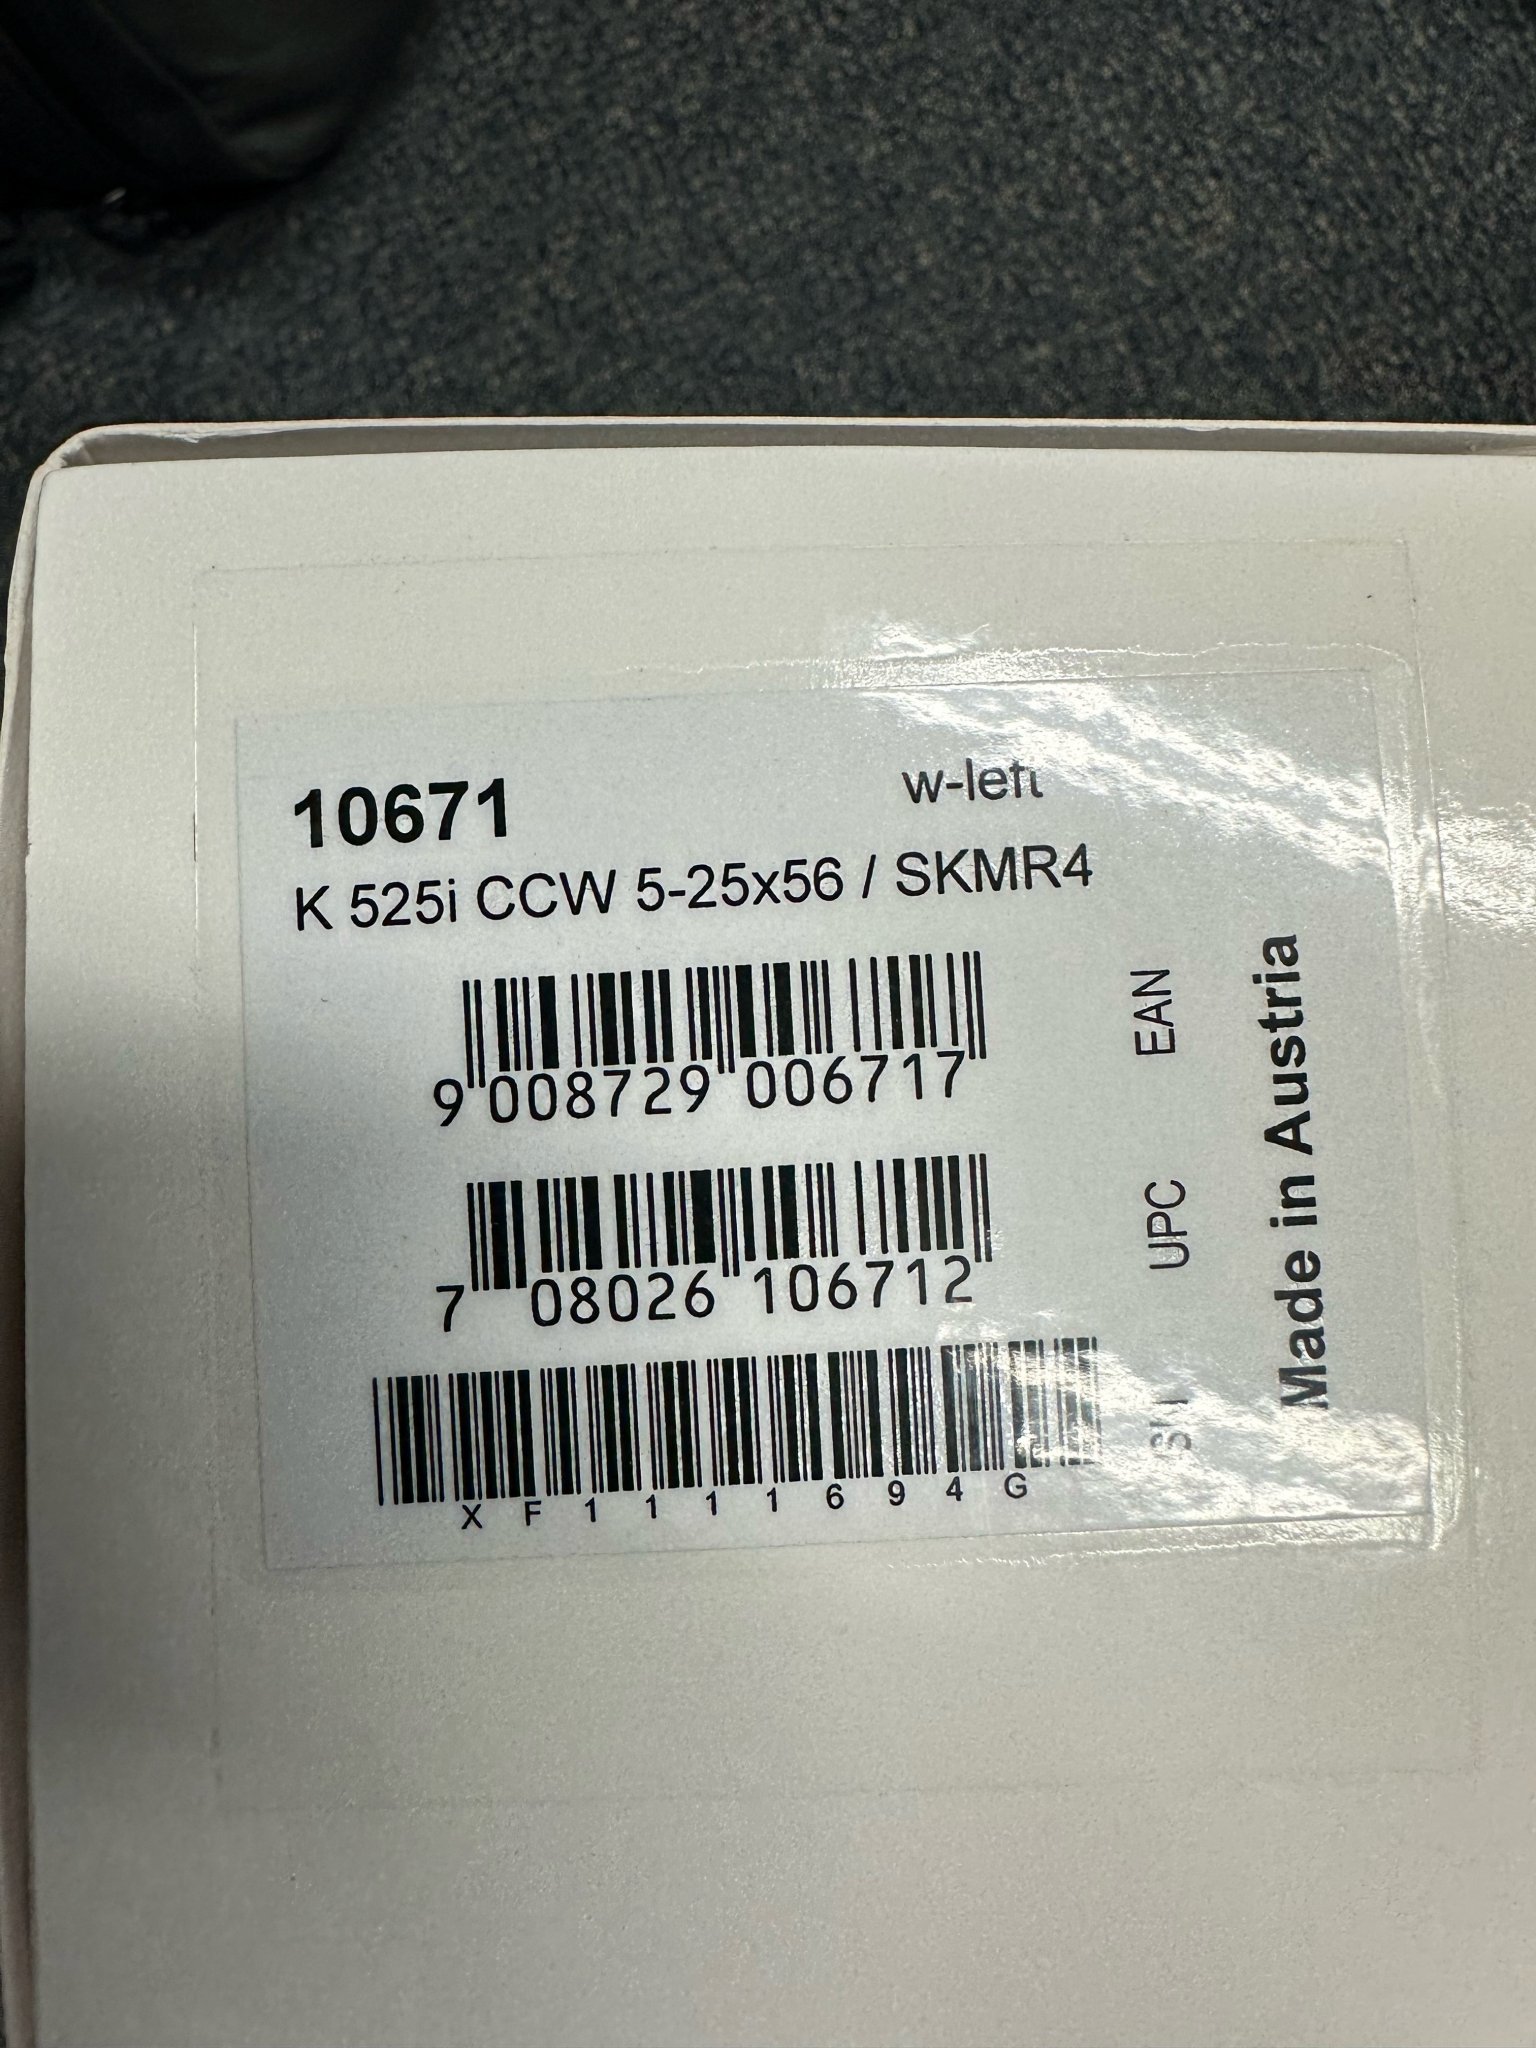 10671
w-left
K 525i CCW 5-25x56 / SKMR4
9 008729 006717
EAN
7 08026 106712
UPC
XF1111694G
SN
Made in Austria